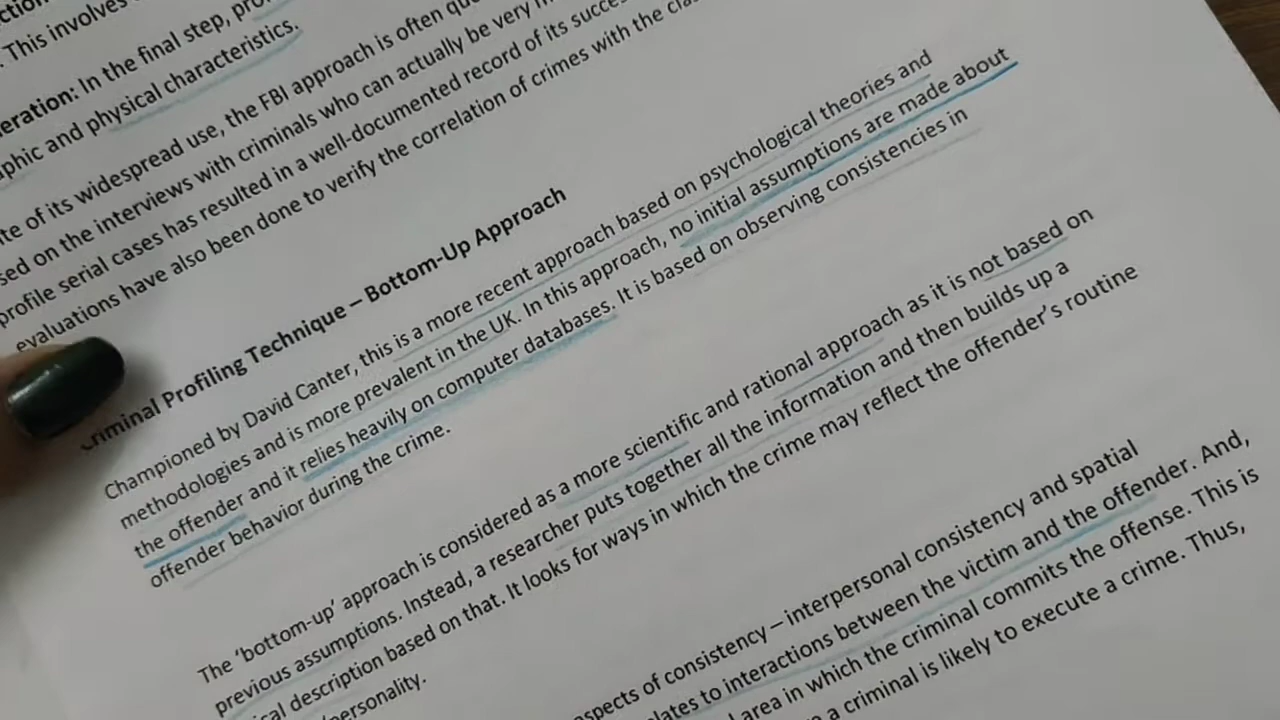 . This involves
eration: In the final step, pro
aphic and physical characteristics.
ite of its widespread use, the FBI approach is often que
sed on the interviews with criminals who can actually be very
profile serial cases has resulted in a well-documented record of its succe
evaluations have also been done to verify the correlation of crimes with the cla
riminal Profiling Technique – Bottom-Up Approach
Championed by David Canter, this is a more recent approach based on psychological theories and
methodologies and is more prevalent in the UK. In this approach, no initial assumptions are made about
the offender and it relies heavily on computer databases. It is based on observing consistencies in
offender behavior during the crime.
The 'bottom-up' approach is considered as a more scientific and rational approach as it is not based on
previous assumptions. Instead, a researcher puts together all the information and then builds up a
ical description based on that. It looks for ways in which the crime may reflect the offender's routine
personality.
spects of consistency – interpersonal consistency and spatial
lates to interactions between the victim and the offender. And,
area in which the criminal commits the offense. This is
a criminal is likely to execute a crime. Thus,